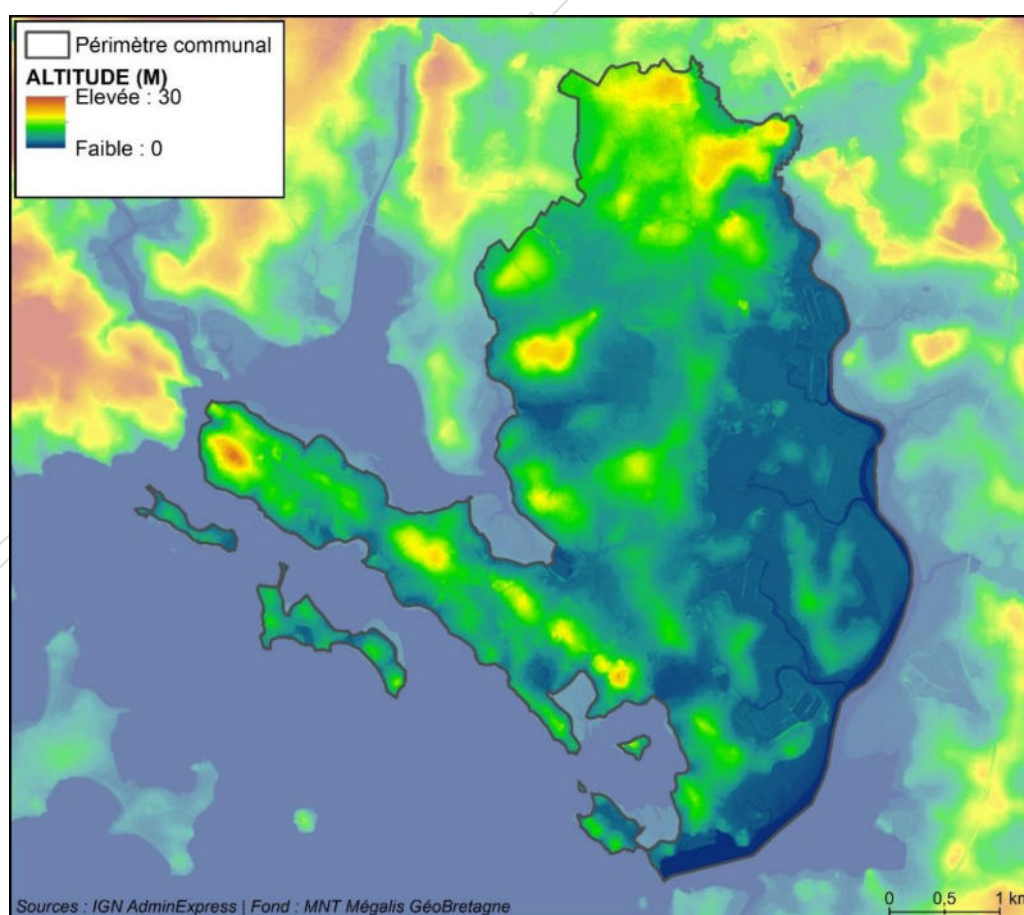 Périmètre communal
ALTITUDE (M)
Elevée : 30
Faible : 0
0 0,5 1 km
Sources : IGN AdminExpress | Fond : MNT Mégalis GéoBretagne